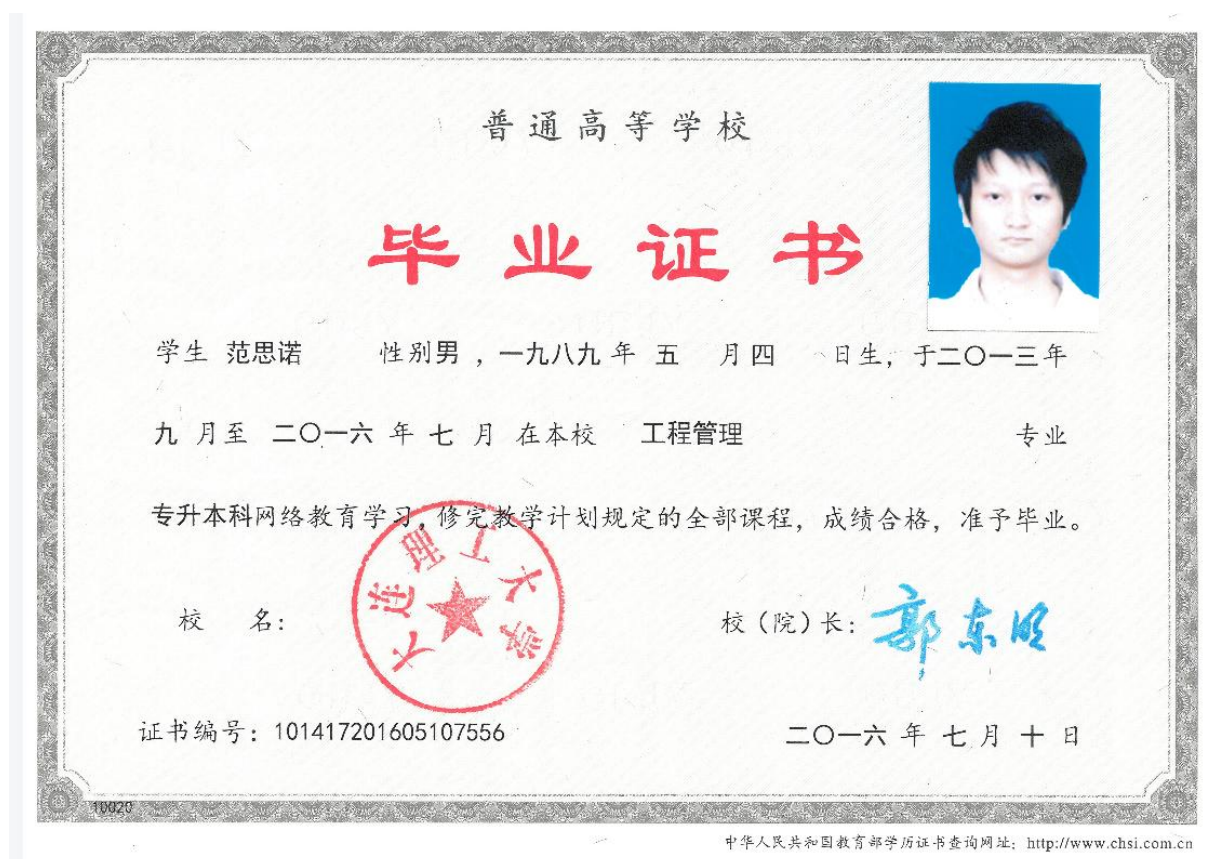 普通高等学校
毕业证书
学生 范思诺 性别 男 ，一九八九 年 五 月 四 日生，于二〇一三年
九 月至 二〇一六 年 七 月 在本校 工程管理 专业
专升本科网络教育学习，修完教学计划规定的全部课程，成绩合格，准予毕业。
大连理工大学
校 名：
校（院）长：郭东明
证书编号：101417201605107556
二〇一六 年 七 月 十 日
10020
中华人民共和国教育部学历证书查询网址：http://www.chsi.com.cn